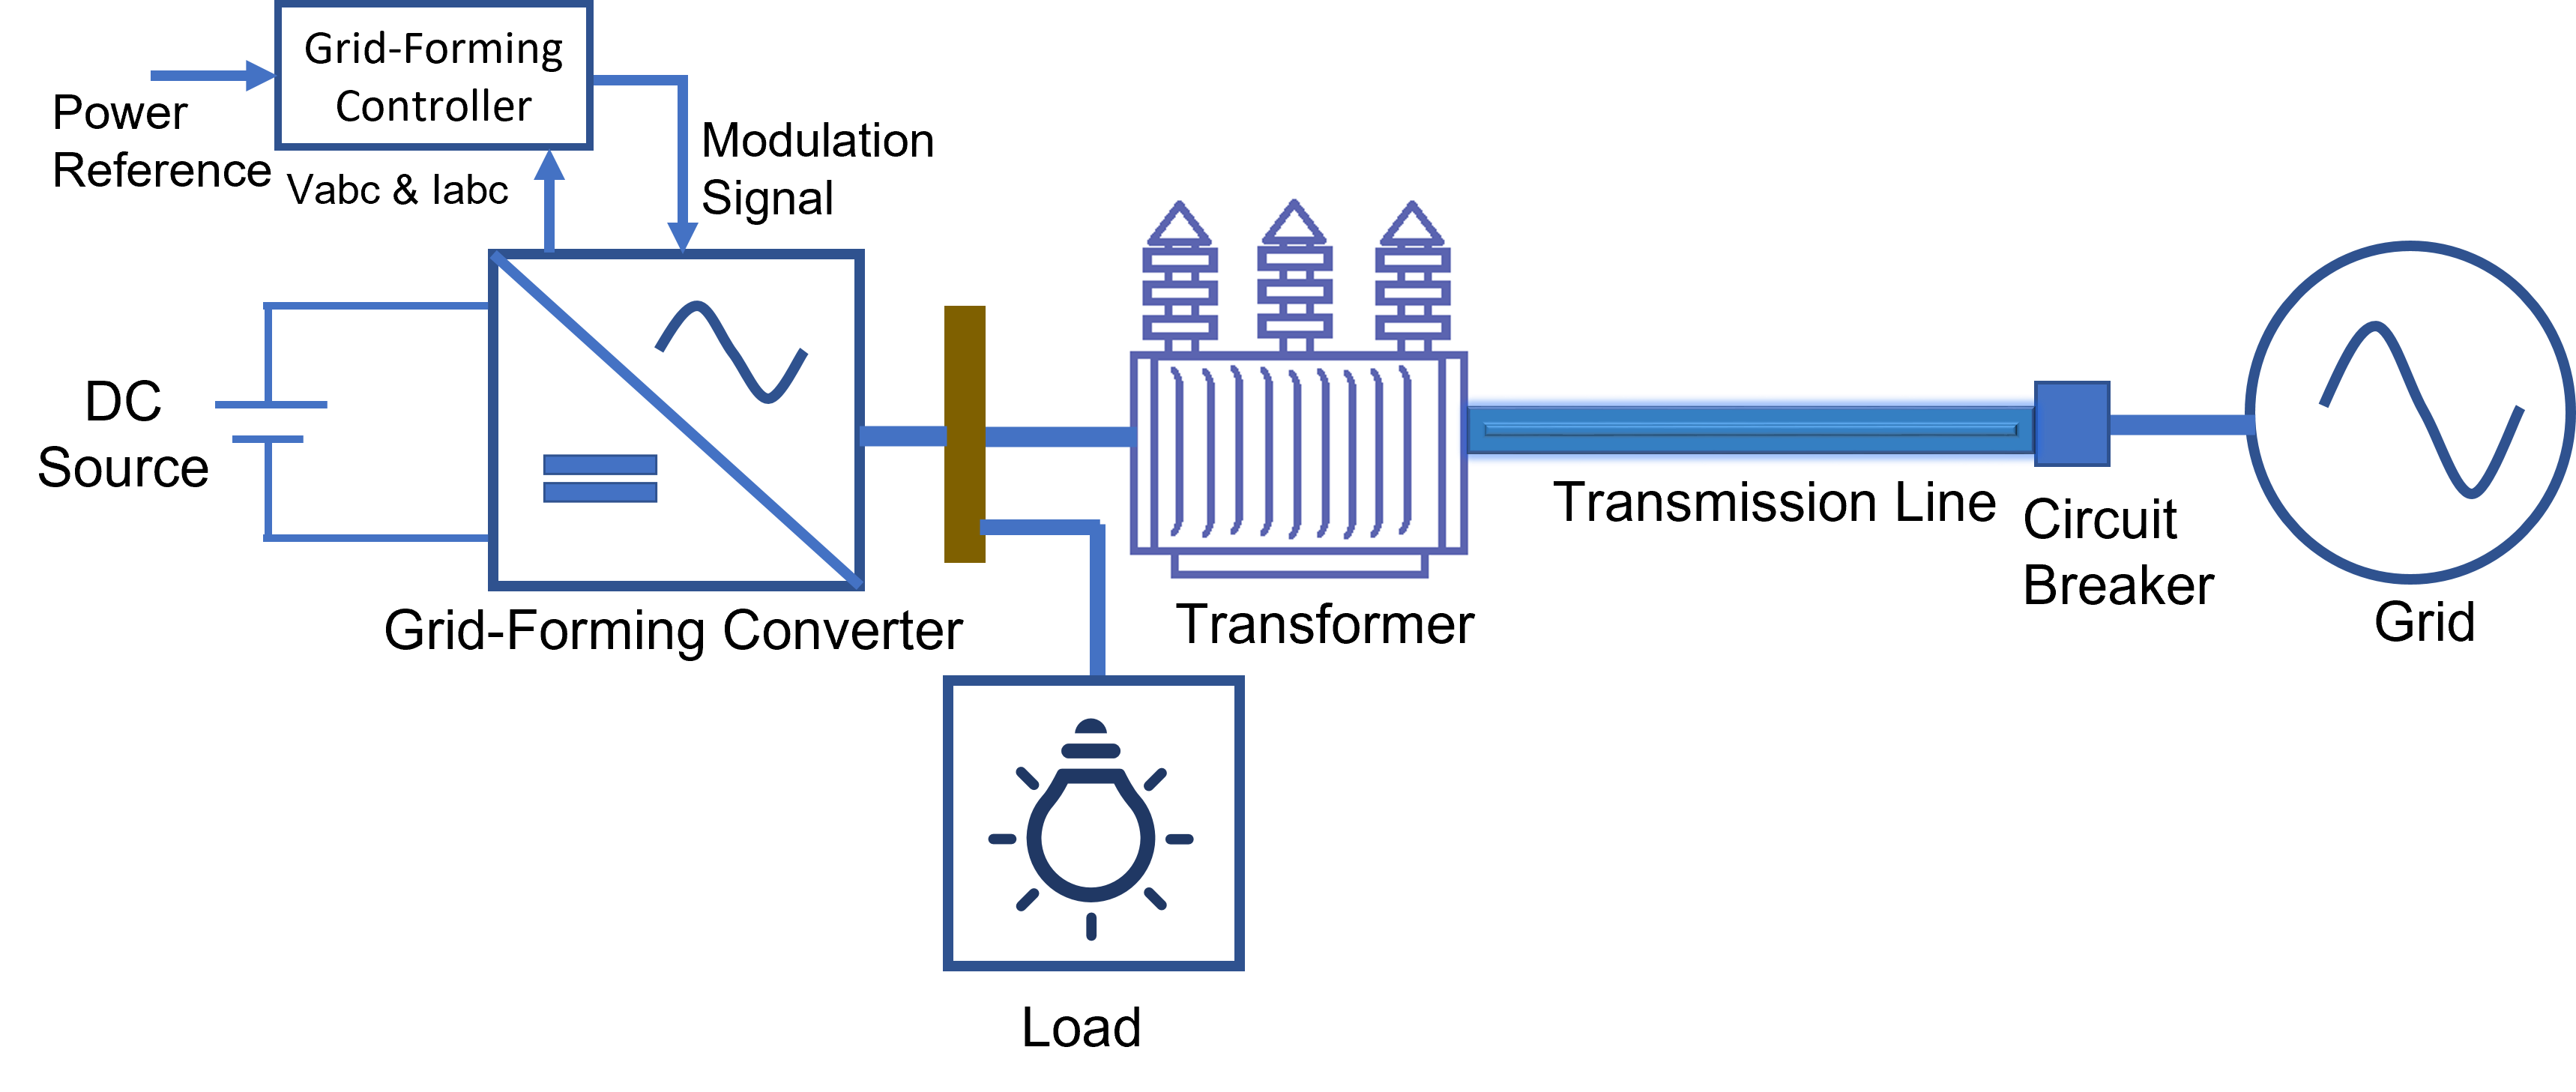 Grid-Forming
Controller
Power
Reference
Vabc & Iabc
Modulation
Signal
DC
Source
Grid-Forming Converter
Transformer
Transmission Line
Circuit
Breaker
Grid
Load